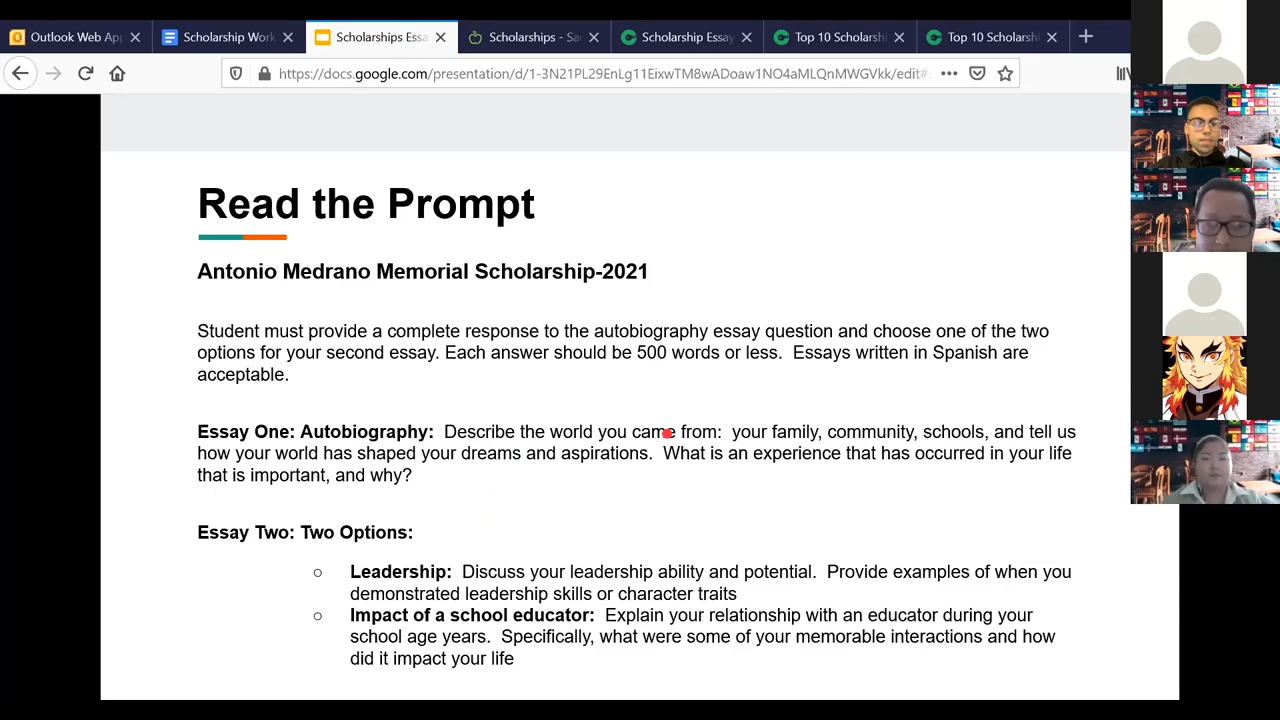 Outlook Web App
Scholarship Work
Scholarships Essa
Scholarships - Sa
Scholarship Essay
Top 10 Scholarsh
Top 10 Scholarsh
https://docs.google.com/presentation/d/1-3N21PL29EnLg11EixwTM8wADoaw1NO4aMLQnMWGVkk/edit#
Read the Prompt
Antonio Medrano Memorial Scholarship-2021
Student must provide a complete response to the autobiography essay question and choose one of the two
options for your second essay. Each answer should be 500 words or less. Essays written in Spanish are
acceptable.
Essay One: Autobiography: Describe the world you came from: your family, community, schools, and tell us
how your world has shaped your dreams and aspirations. What is an experience that has occurred in your life
that is important, and why?
Essay Two: Two Options:
Leadership: Discuss your leadership ability and potential. Provide examples of when you
demonstrated leadership skills or character traits
Impact of a school educator: Explain your relationship with an educator during your
school age years. Specifically, what were some of your memorable interactions and how
did it impact your life